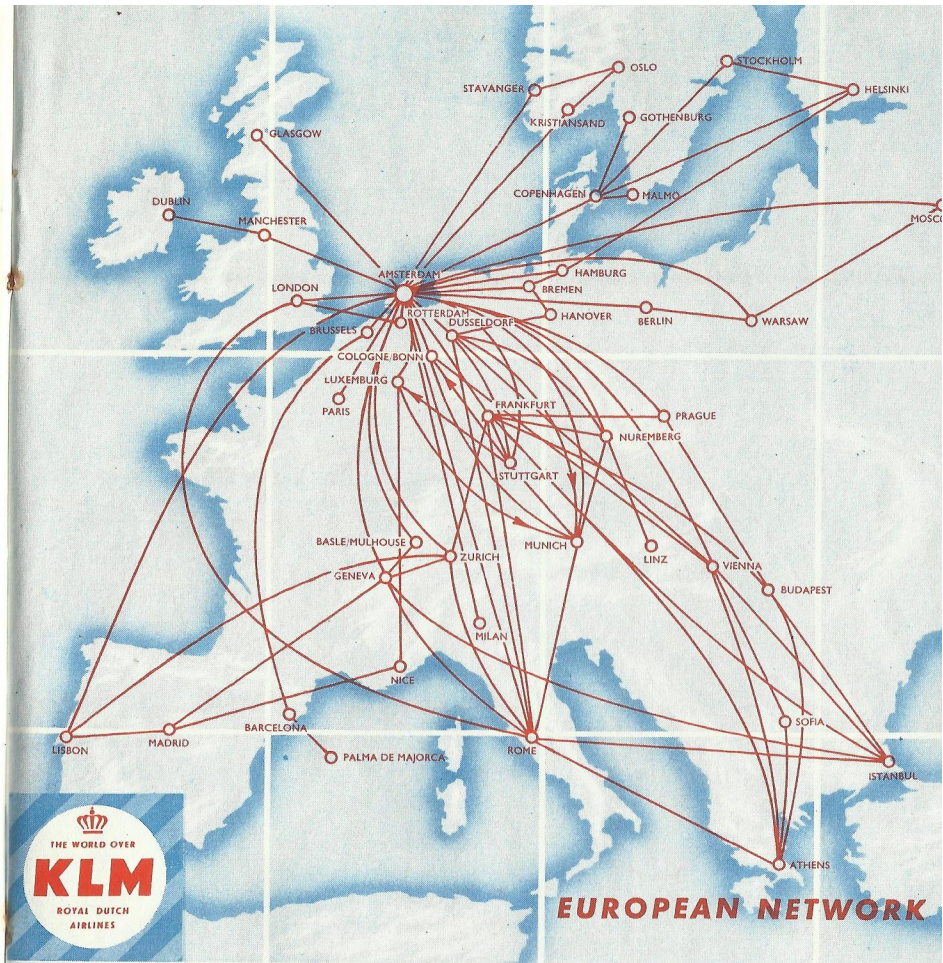 OSLO
STOCKHOLM
STAVANGER
HELSINKI
KRISTIANSAND
GOTHENBURG
GLASGOW
COPENHAGEN
MALMO
DUBLIN
MOSCO
MANCHESTER
AMSTERDAM
HAMBURG
LONDON
BREMEN
ROTTERDAM
HANOVER
BERLIN
WARSAW
BRUSSELS
DUSSELDORF
COLOGNE/BONN
LUXEMBURG
PARIS
FRANKFURT
PRAGUE
NUREMBERG
STUTTGART
BASLE/MULHOUSE
ZURICH
MUNICH
LINZ
VIENNA
GENEVA
BUDAPEST
MILAN
NICE
LISBON
MADRID
BARCELONA
PALMA DE MAJORCA
ROME
SOFIA
ISTANBUL
ATHENS
THE WORLD OVER
KLM
ROYAL DUTCH
AIRLINES
EUROPEAN NETWORK